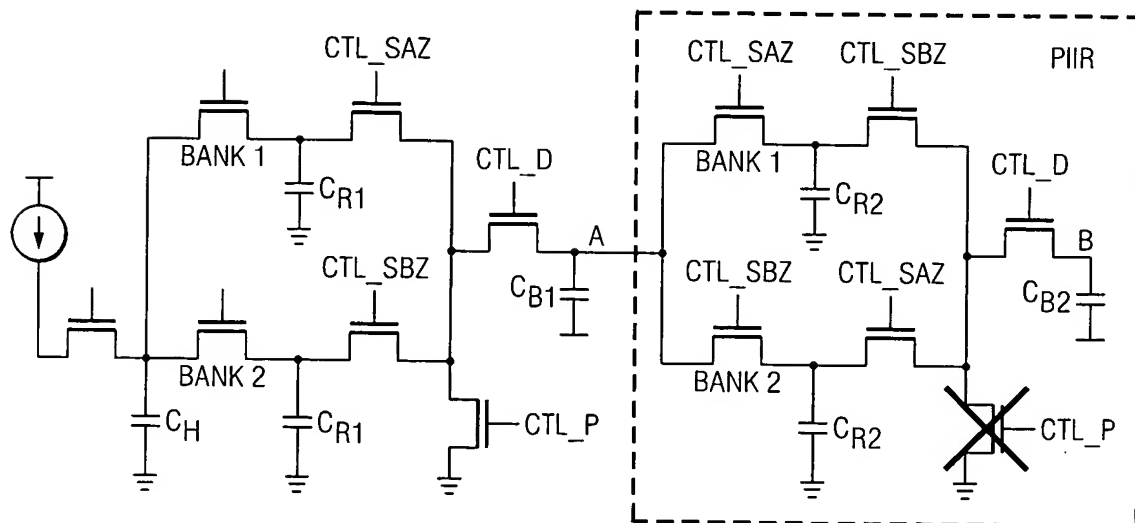 CTL_SAZ
BANK 1
C_R1
CTL_D
A
C_B1
CTL_SBZ
BANK 2
C_H
C_R1
CTL_P
PIIR
CTL_SAZ
CTL_SBZ
BANK 1
C_R2
CTL_D
B
C_B2
CTL_SBZ
CTL_SAZ
BANK 2
C_R2
CTL_P